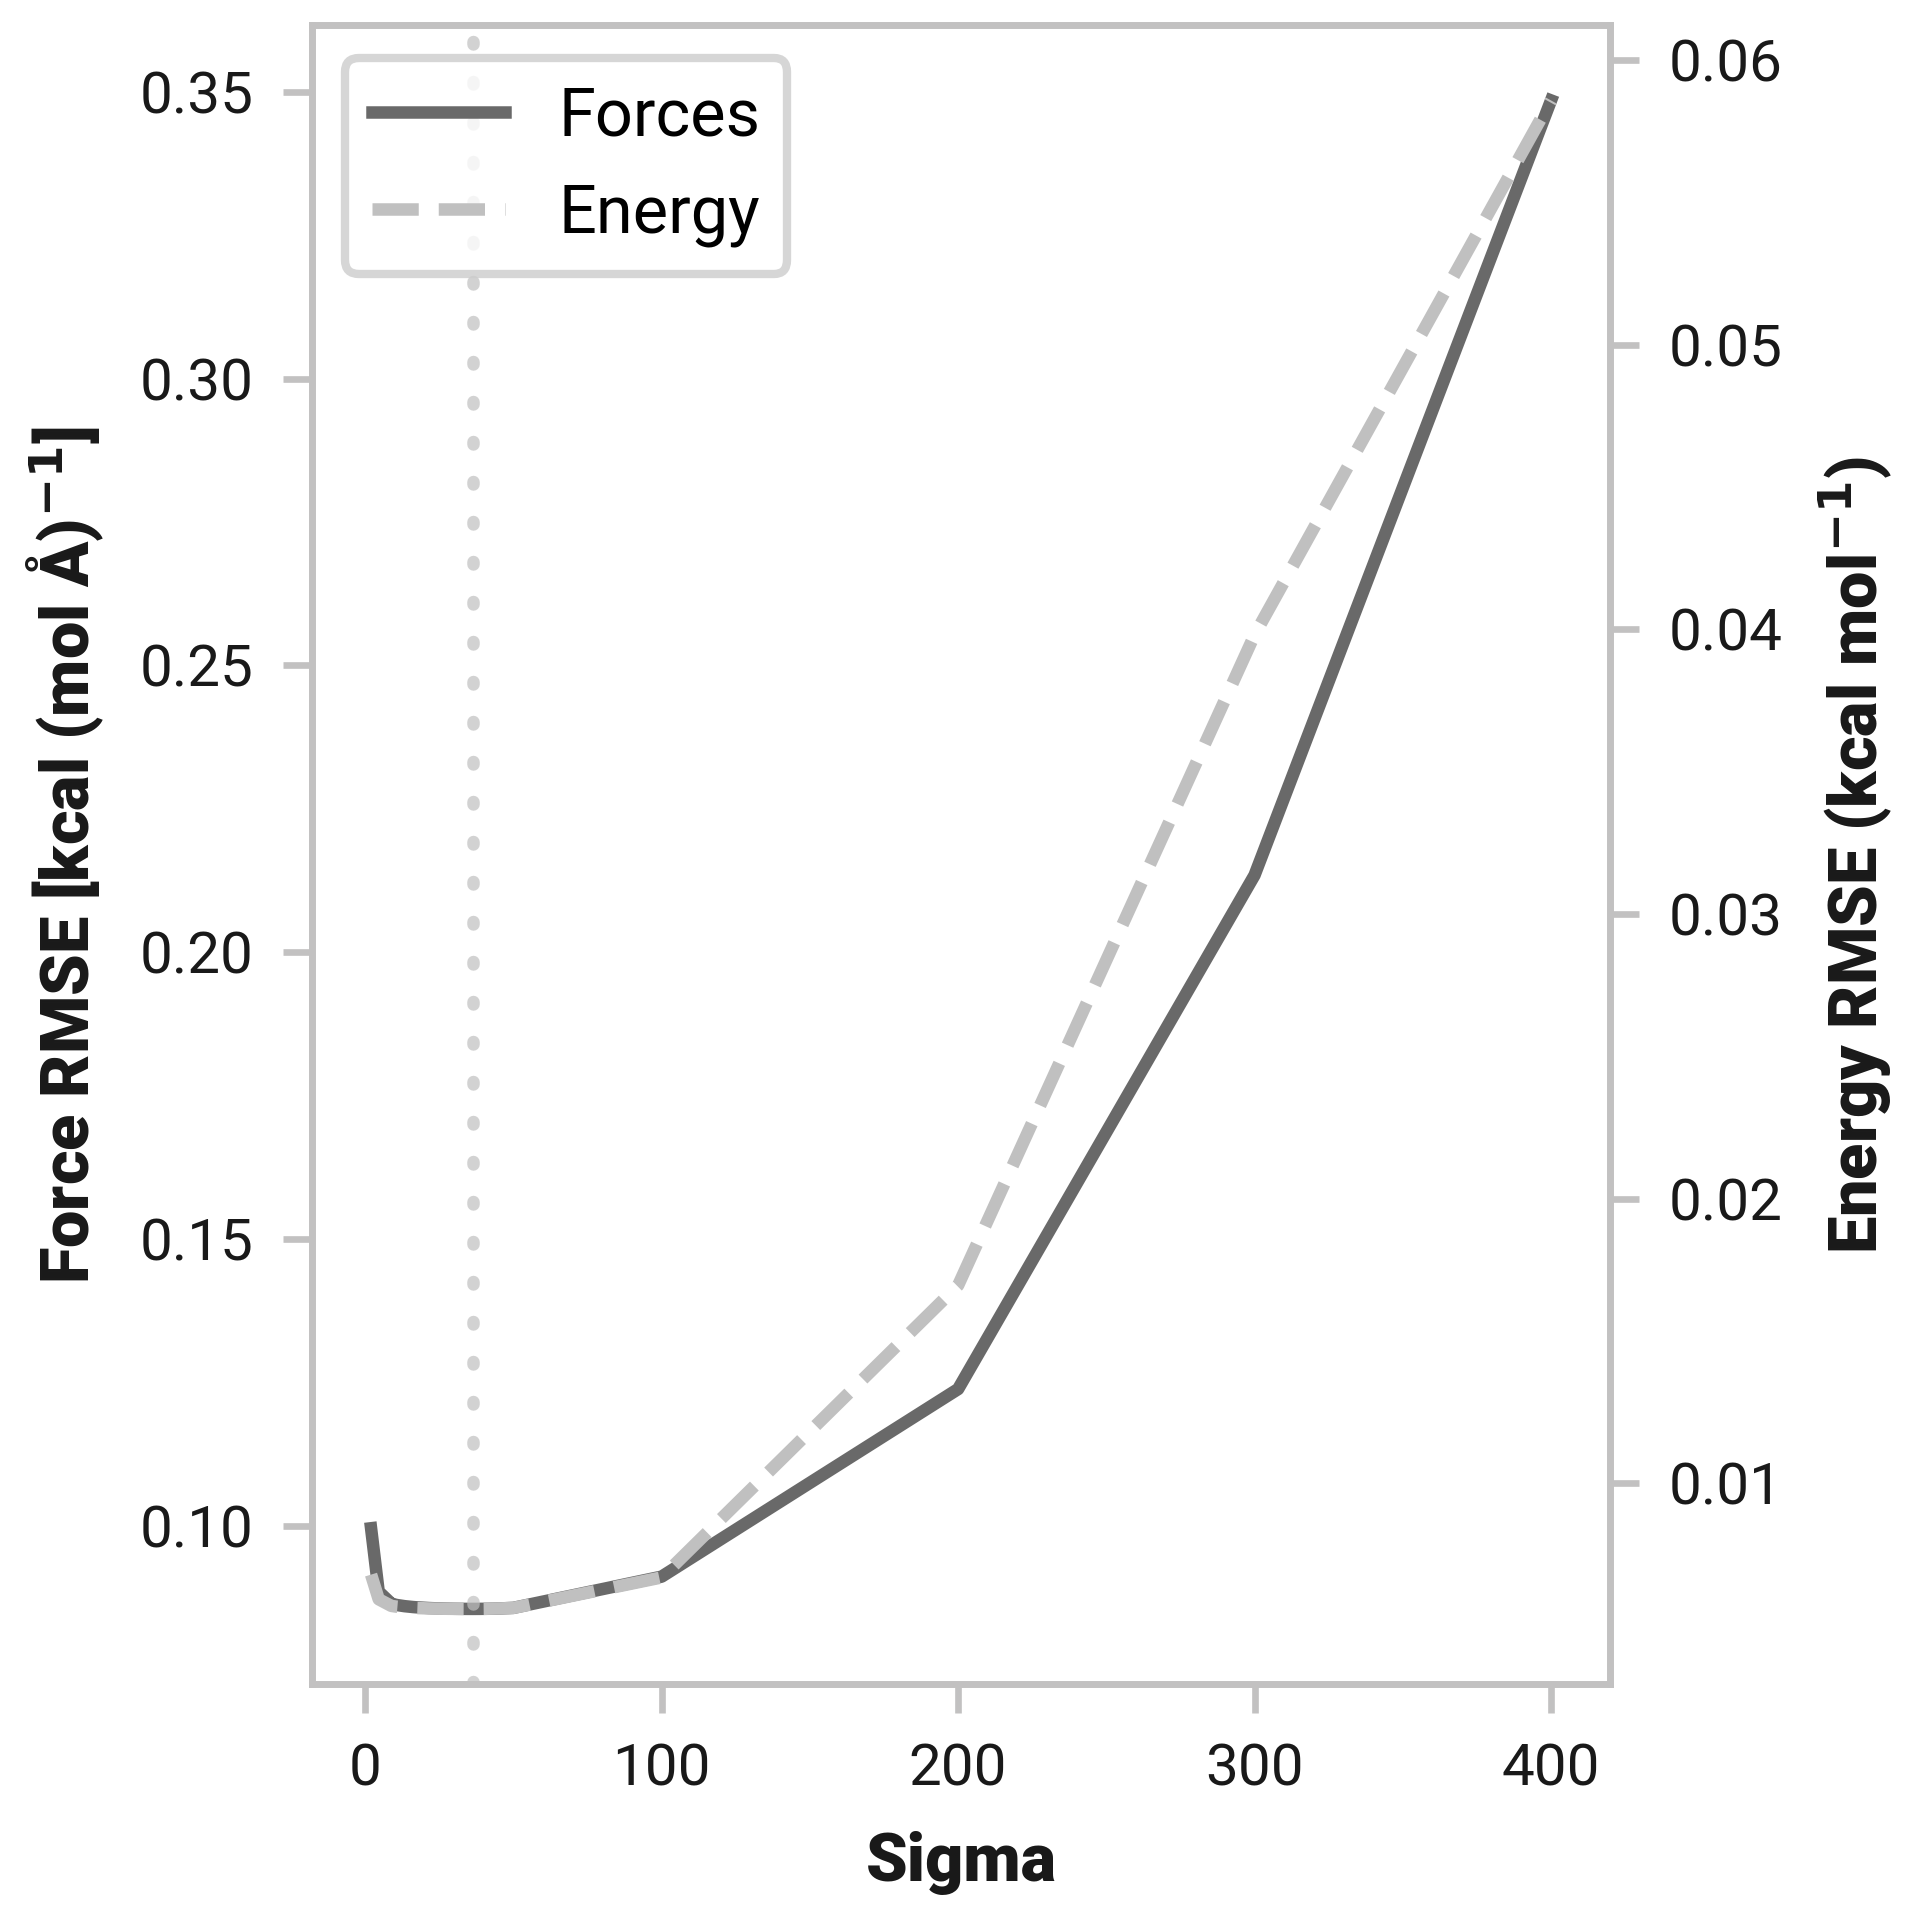 Forces
Energy
0.35
0.30
0.25
0.20
0.15
0.10
Force RMSE [kcal (mol Å)⁻¹]
0.06
0.05
0.04
0.03
0.02
0.01
Energy RMSE (kcal mol⁻¹)
0 100 200 300 400
Sigma